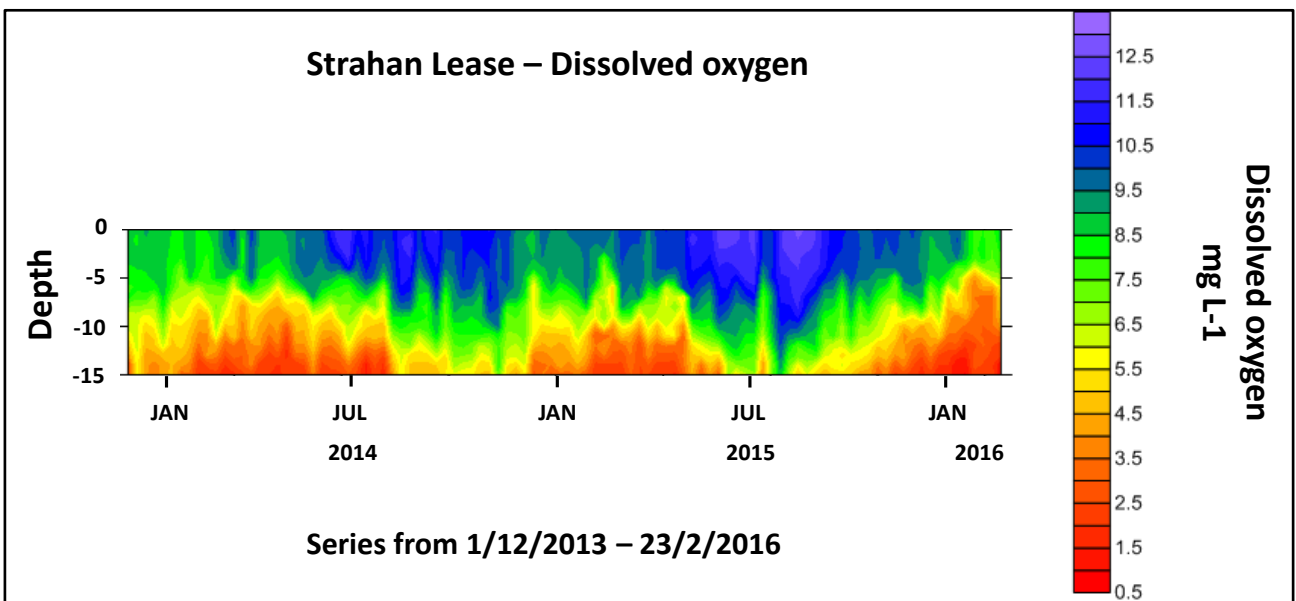 Strahan Lease – Dissolved oxygen
Depth
0
-5
-10
-15
JAN JUL JAN JUL JAN
2014 2015 2016
Series from 1/12/2013 – 23/2/2016
12.5
11.5
10.5
9.5
8.5
7.5
6.5
5.5
4.5
3.5
2.5
1.5
0.5
Dissolved oxygen
mg L-1